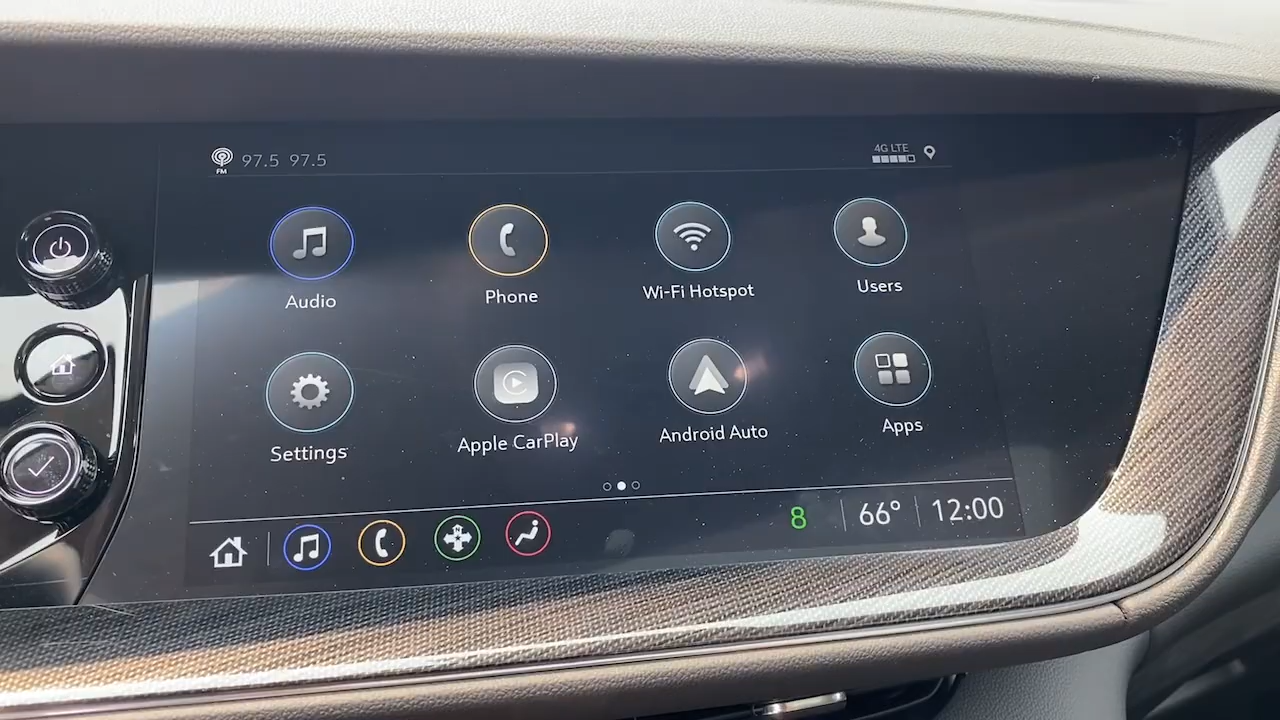 FM 97.5 97.5
4G LTE
Audio
Phone
Wi-Fi Hotspot
Users
Settings
Apple CarPlay
Android Auto
Apps
N
8
66°
12:00